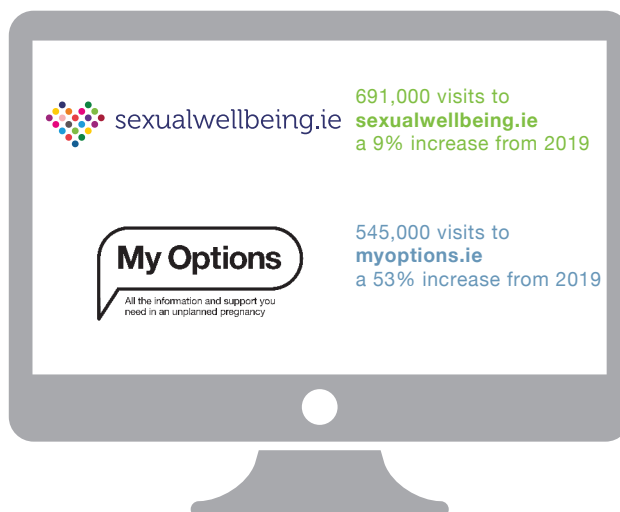 sexualwellbeing.ie
691,000 visits to
sexualwellbeing.ie
a 9% increase from 2019
My Options
All the information and support you
need in an unplanned pregnancy
545,000 visits to
myoptions.ie
a 53% increase from 2019